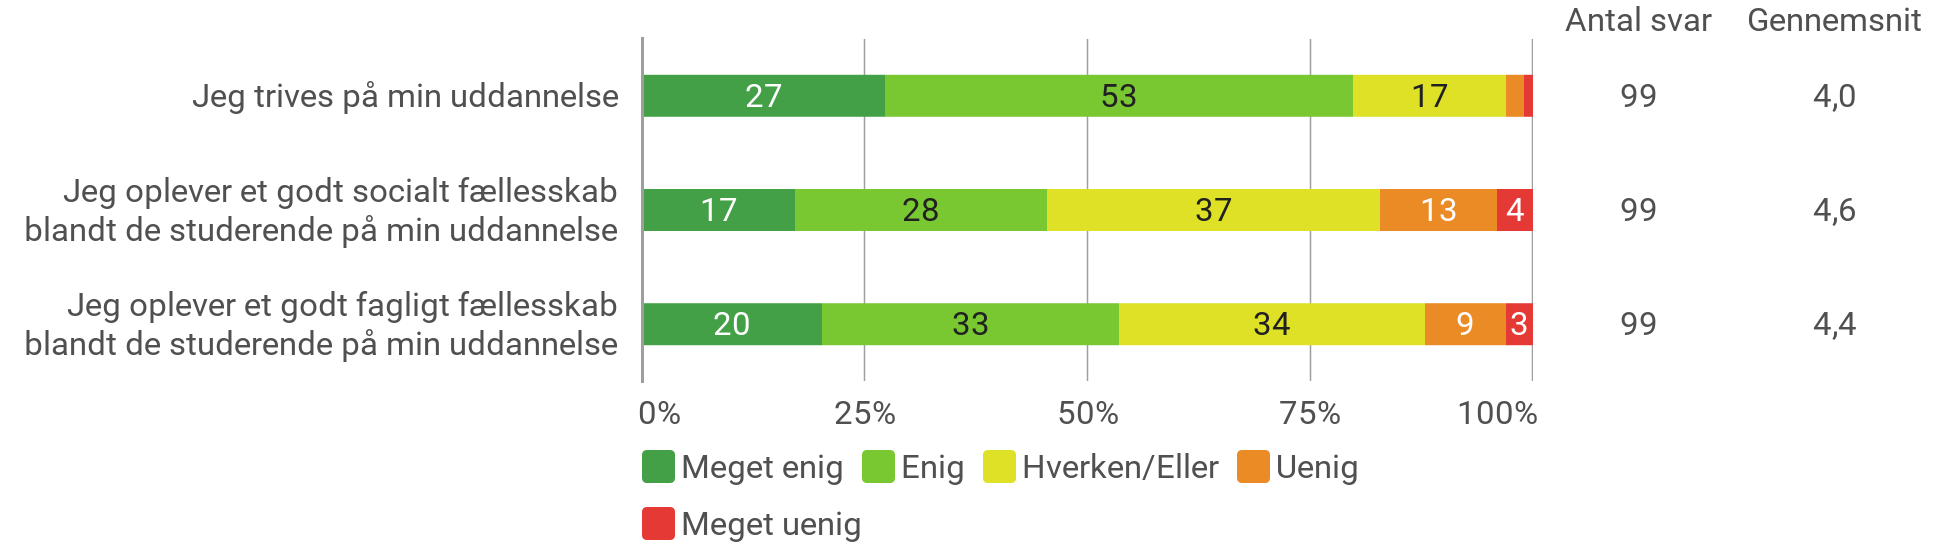 Antal svar Gennemsnit
Jeg trives på min uddannelse 27 53 17 99 4,0
Jeg oplever et godt socialt fællesskab
blandt de studerende på min uddannelse 17 28 37 13 4 99 4,6
Jeg oplever et godt fagligt fællesskab
blandt de studerende på min uddannelse 20 33 34 9 3 99 4,4
0% 25% 50% 75% 100%
Meget enig Enig Hverken/Eller Uenig
Meget uenig